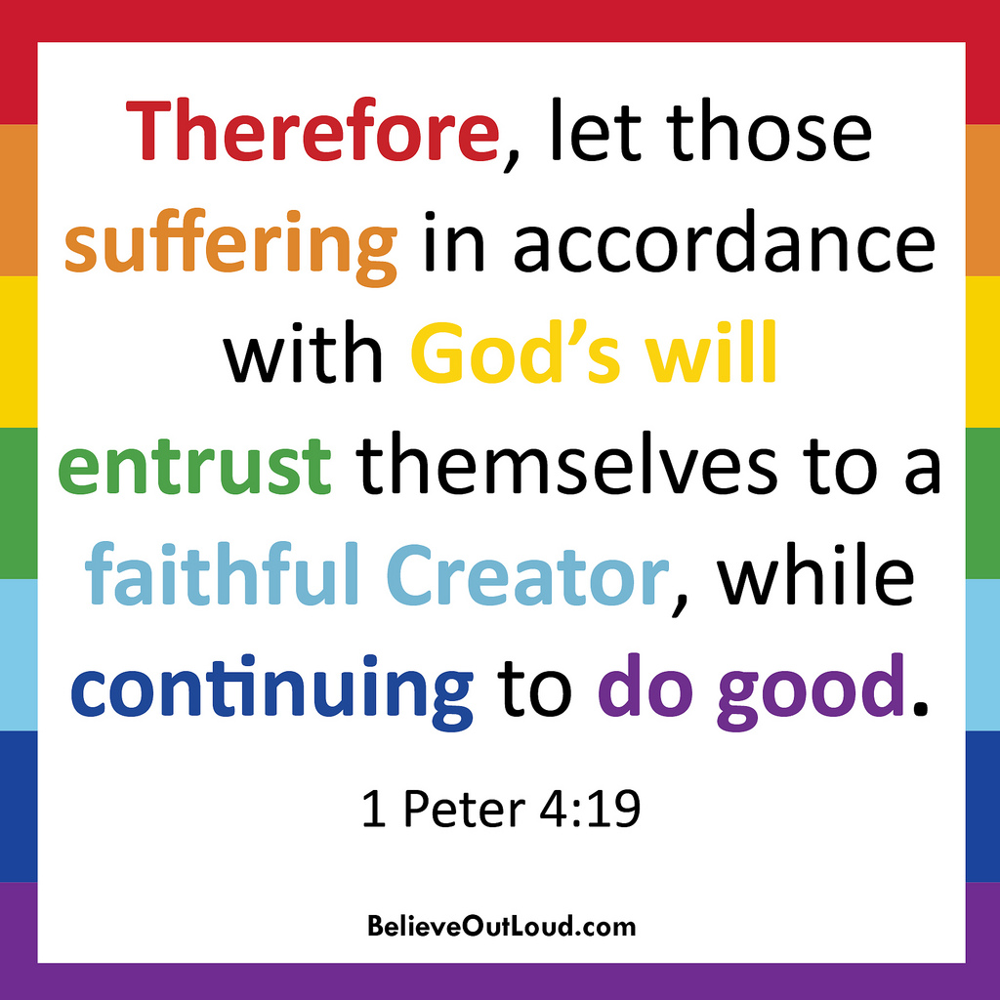 Therefore, let those
suffering in accordance
with God’s will
entrust themselves to a
faithful Creator, while
continuing to do good.
1 Peter 4:19
BelieveOutLoud.com